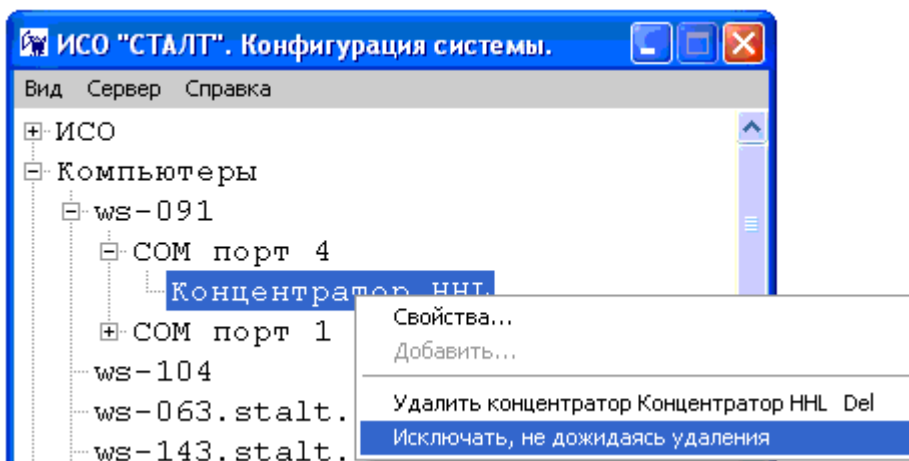 ИСО "СТАЛТ". Конфигурация системы.
Вид Сервер Справка
ИСО
Компьютеры
ws-091
COM порт 4
Концентратор HHL
COM порт 1
ws-104
ws-063.stalt.
ws-143.stalt.
Свойства...
Добавить...
Удалить концентратор Концентратор HHL Del
Исключать, не дожидаясь удаления